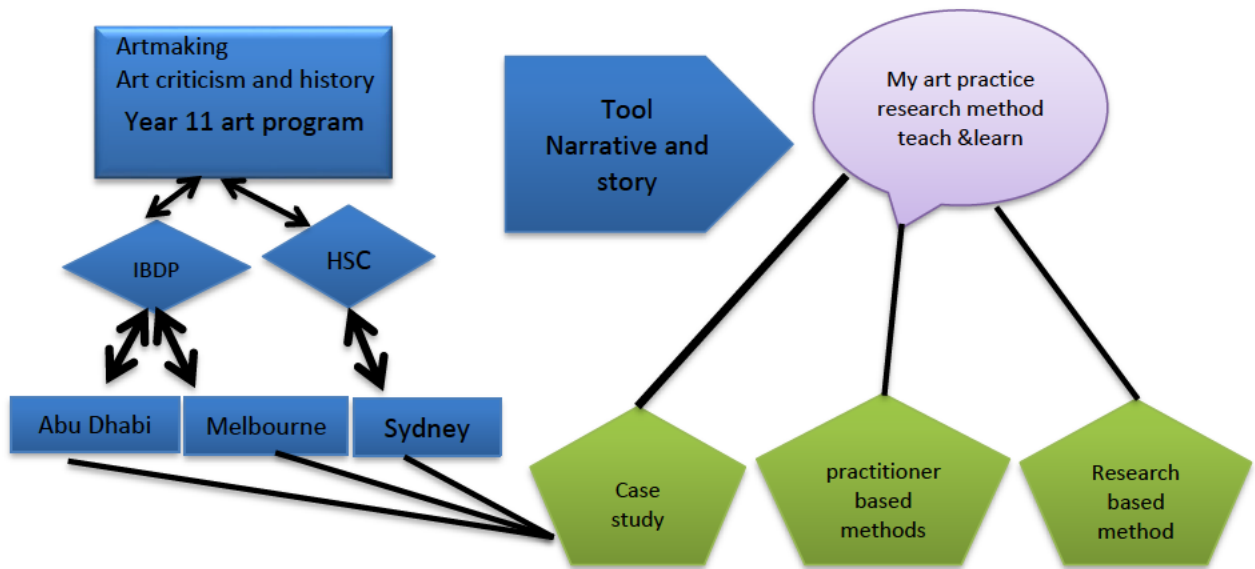 Artmaking
Art criticism and history
Year 11 art program
Tool
Narrative and
story
My art practice
research method
teach &learn
IBDP
HSC
Abu Dhabi
Melbourne
Sydney
Case
study
practitioner
based
methods
Research
based
method